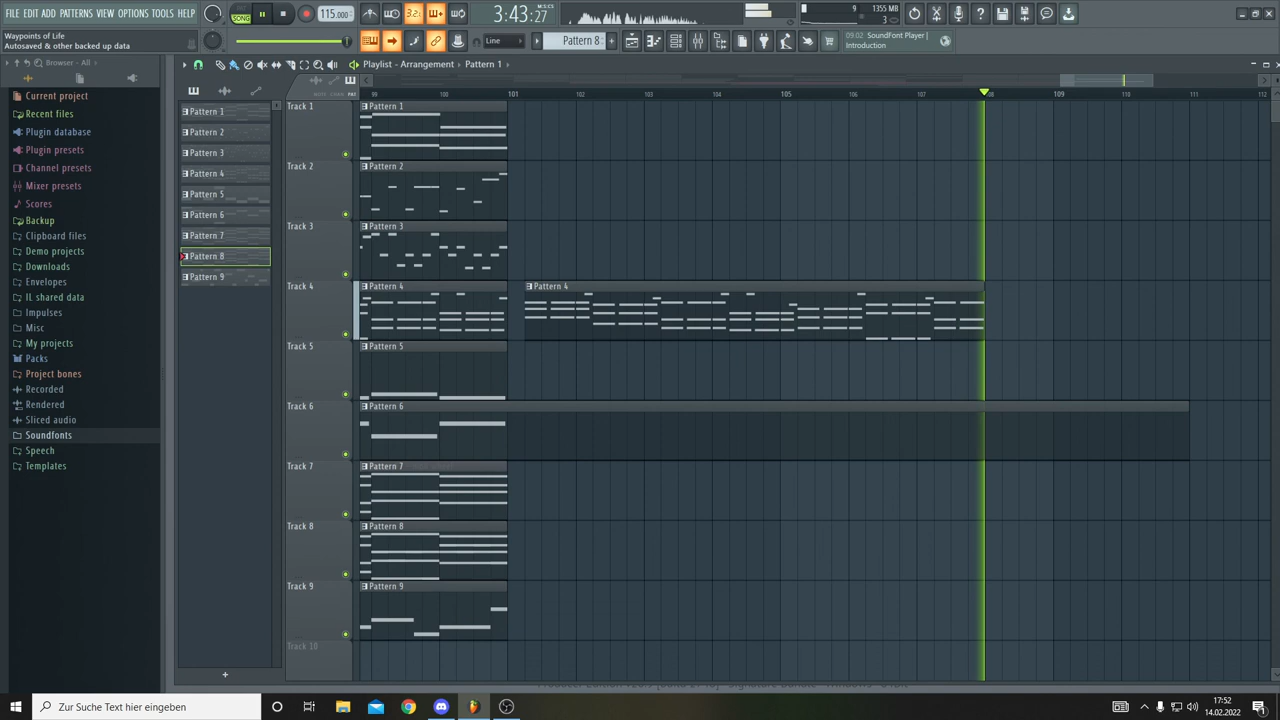 FILE EDIT ADD PATTERNS VIEW OPTIONS TOOLS HELP
SONG
115.000
3:43:27
9
1355 MB
3
Waypoints of Life
Autosaved & other backed up data
Line
Pattern 8
09:02 SoundFont Player |
Introduction
Browser - All
Playlist - Arrangement
Pattern 1
Current project
Recent files
Plugin database
Plugin presets
Channel presets
Mixer presets
Scores
Backup
Clipboard files
Demo projects
Downloads
Envelopes
IL shared data
Impulses
Misc
My projects
Packs
Project bones
Recorded
Rendered
Sliced audio
Soundfonts
Speech
Templates
Pattern 1
Pattern 2
Pattern 3
Pattern 4
Pattern 5
Pattern 6
Pattern 7
Pattern 8
Pattern 9
99
100
101
102
103
104
105
106
107
109
110
111
112
Track 1
Pattern 1
Track 2
Pattern 2
Track 3
Pattern 3
Track 4
Pattern 4
Pattern 4
Track 5
Pattern 5
Track 6
Pattern 6
Track 7
Pattern 7
Track 8
Pattern 8
Track 9
Pattern 9
Track 10
Zur Suche Text hier eingeben
17:52
14.02.2022